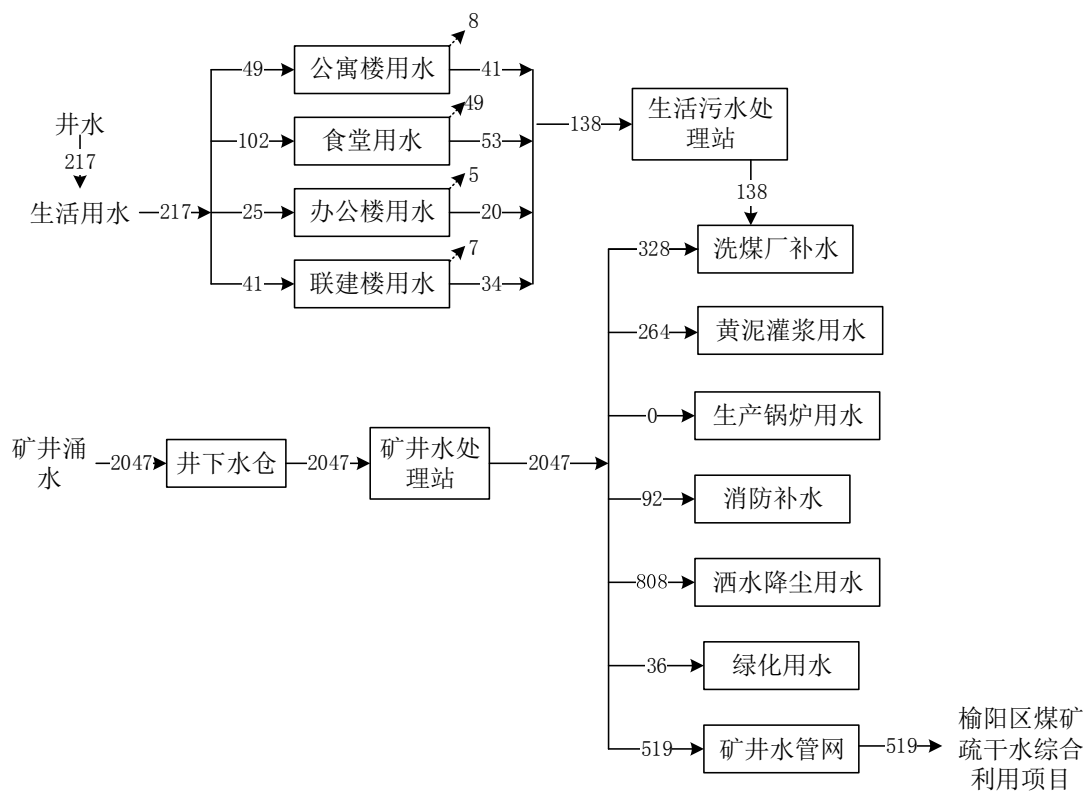 8
49
公寓楼用水
41
49
井水
102
食堂用水
53
138
生活污水处
理站
217
5
138
生活用水
217
25
办公楼用水
20
7
328
洗煤厂补水
41
联建楼用水
34
264
黄泥灌浆用水
0
生产锅炉用水
矿井涌
水
2047
井下水仓
2047
矿井水处
理站
2047
92
消防补水
808
洒水降尘用水
36
绿化用水
519
矿井水管网
519
榆阳区煤矿
疏干水综合
利用项目